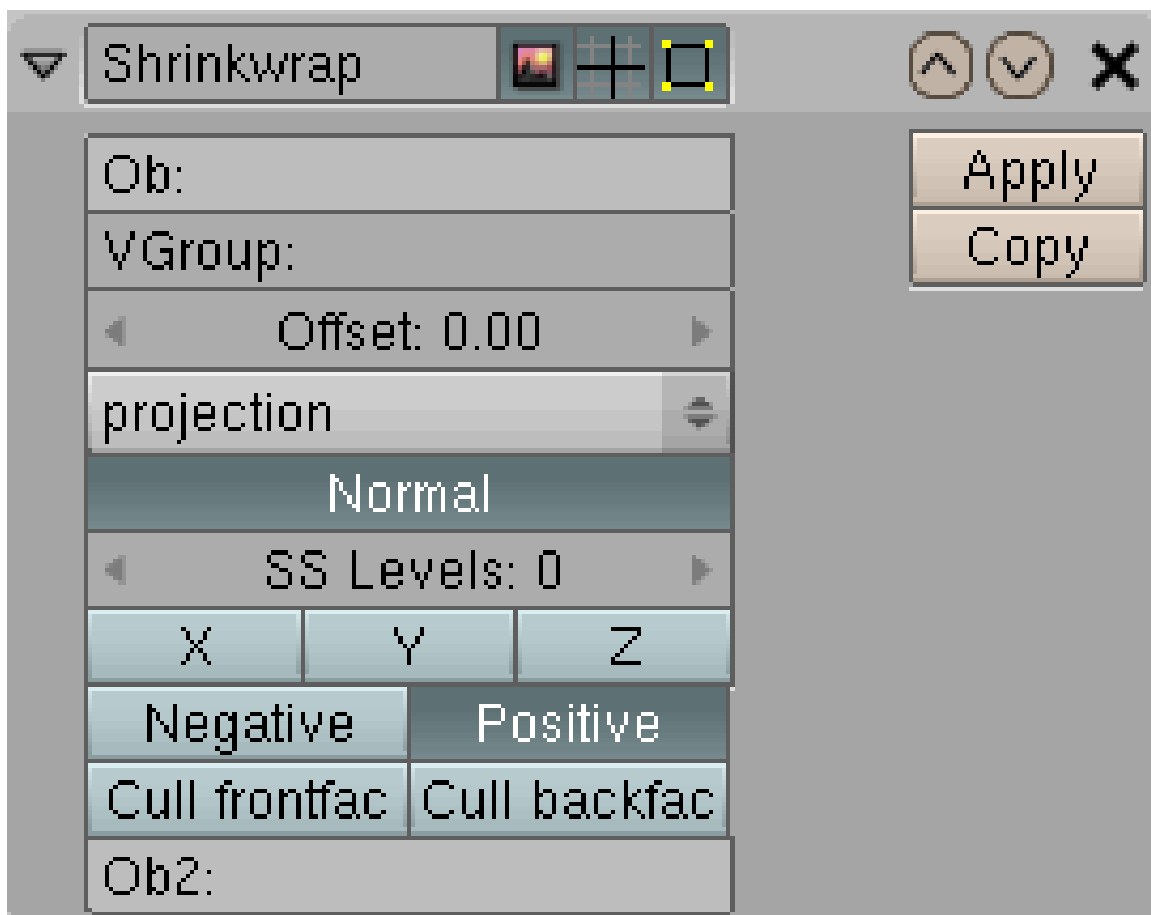 Shrinkwrap
Ob:
Apply
VGroup:
Copy
Offset: 0.00
projection
Normal
SS Levels: 0
X Y Z
Negative Positive
Cull frontfac Cull backfac
Ob2: